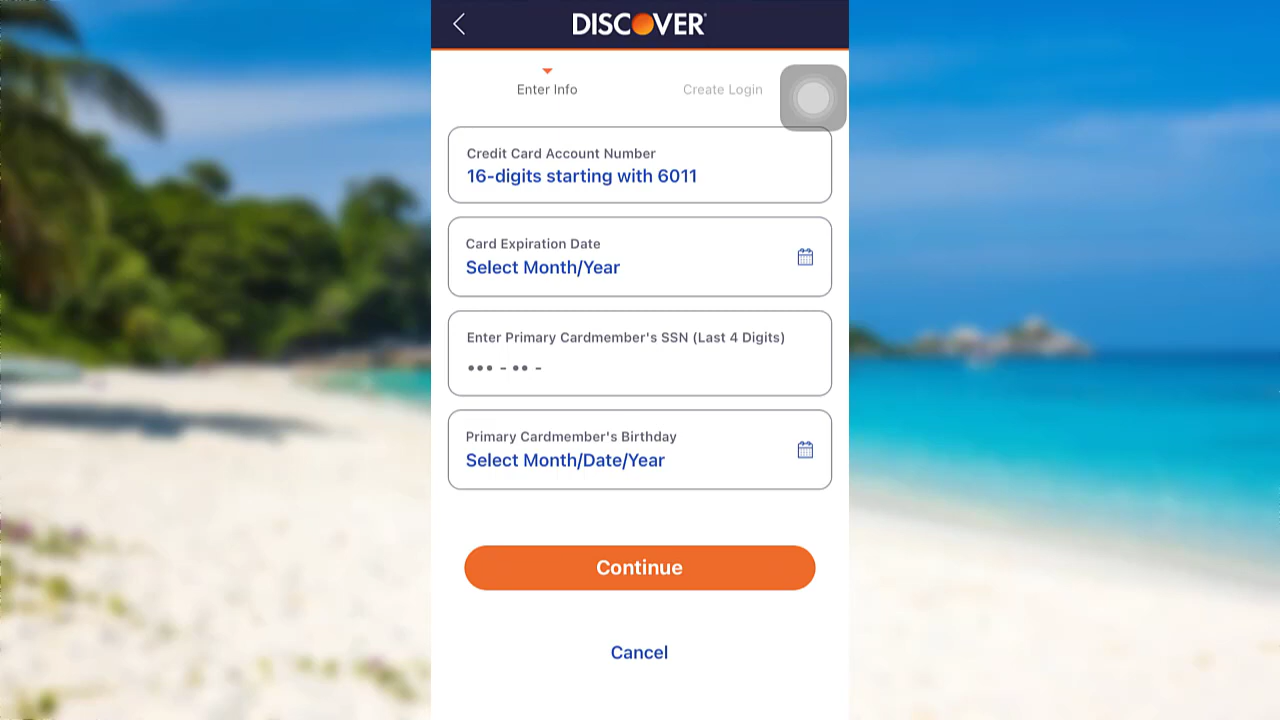 DISCOVER
Enter Info
Create Login
Credit Card Account Number
16-digits starting with 6011
Card Expiration Date
Select Month/Year
Enter Primary Cardmember's SSN (Last 4 Digits)
••• - •• -
Primary Cardmember's Birthday
Select Month/Date/Year
Continue
Cancel